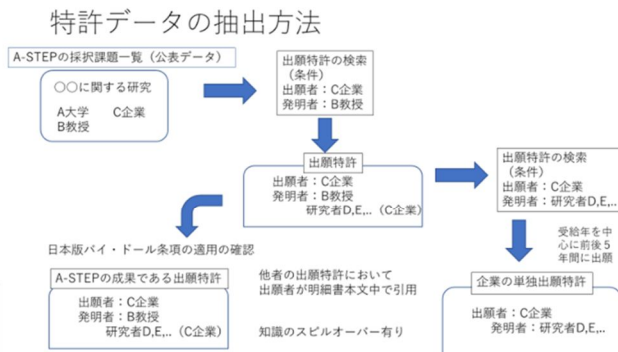 特許データの抽出方法
A-STEPの採択課題一覧（公表データ）
○○に関する研究
A大学　　C企業
B教授
出願特許の検索
（条件）
出願者：C企業
発明者：B教授
出願特許
出願者：C企業
発明者：B教授
研究者D,E,..（C企業）
出願特許の検索
（条件）
出願者：C企業
発明者：研究者D,E,..
受給年を中
心に前後５
年間に出願
日本版バイ・ドール条項の適用の確認
A-STEPの成果である出願特許
出願者：C企業
発明者：B教授
研究者D,E,..（C企業）
他者の出願特許において
出願者が明細書本文中で引用
知識のスピルオーバー有り
企業の単独出願特許
出願者：C企業
発明者：研究者D,E,..